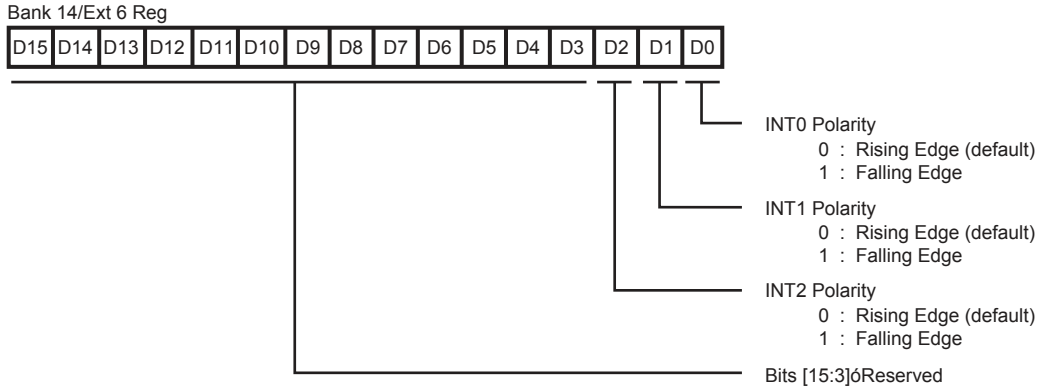 Bank 14/Ext 6 Reg
D15 D14 D13 D12 D11 D10 D9 D8 D7 D6 D5 D4 D3 D2 D1 D0
INT0 Polarity
0 : Rising Edge (default)
1 : Falling Edge
INT1 Polarity
0 : Rising Edge (default)
1 : Falling Edge
INT2 Polarity
0 : Rising Edge (default)
1 : Falling Edge
Bits [15:3]óReserved